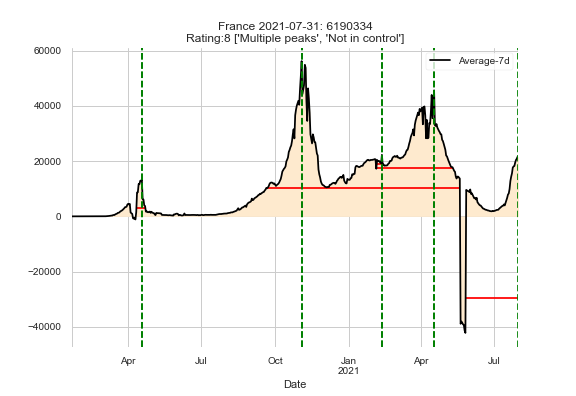 France 2021-07-31: 6190334
Rating:8 ['Multiple peaks', 'Not in control']
Average-7d
60000
40000
20000
0
−20000
−40000
Apr
Jul
Oct
Jan
2021
Apr
Jul
Date